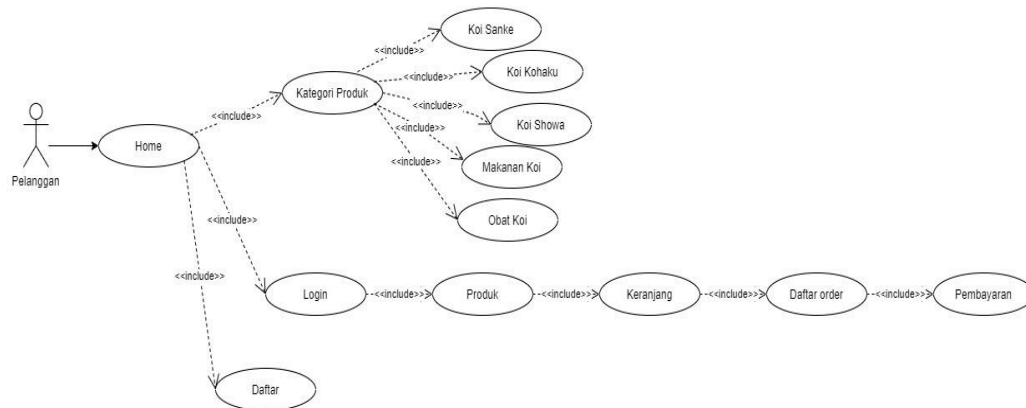 Koi Sanke
<<include>>
Koi Kohaku
<<include>>
Kategori Produk
<<include>>
<<include>>
Koi Showa
<<include>>
Home
<<include>>
Makanan Koi
Pelanggan
Obat Koi
<<include>>
<<include>>
Login
<<include>>
Produk
<<include>>
Keranjang
<<include>>
Daftar order
<<include>>
Pembayaran
Daftar